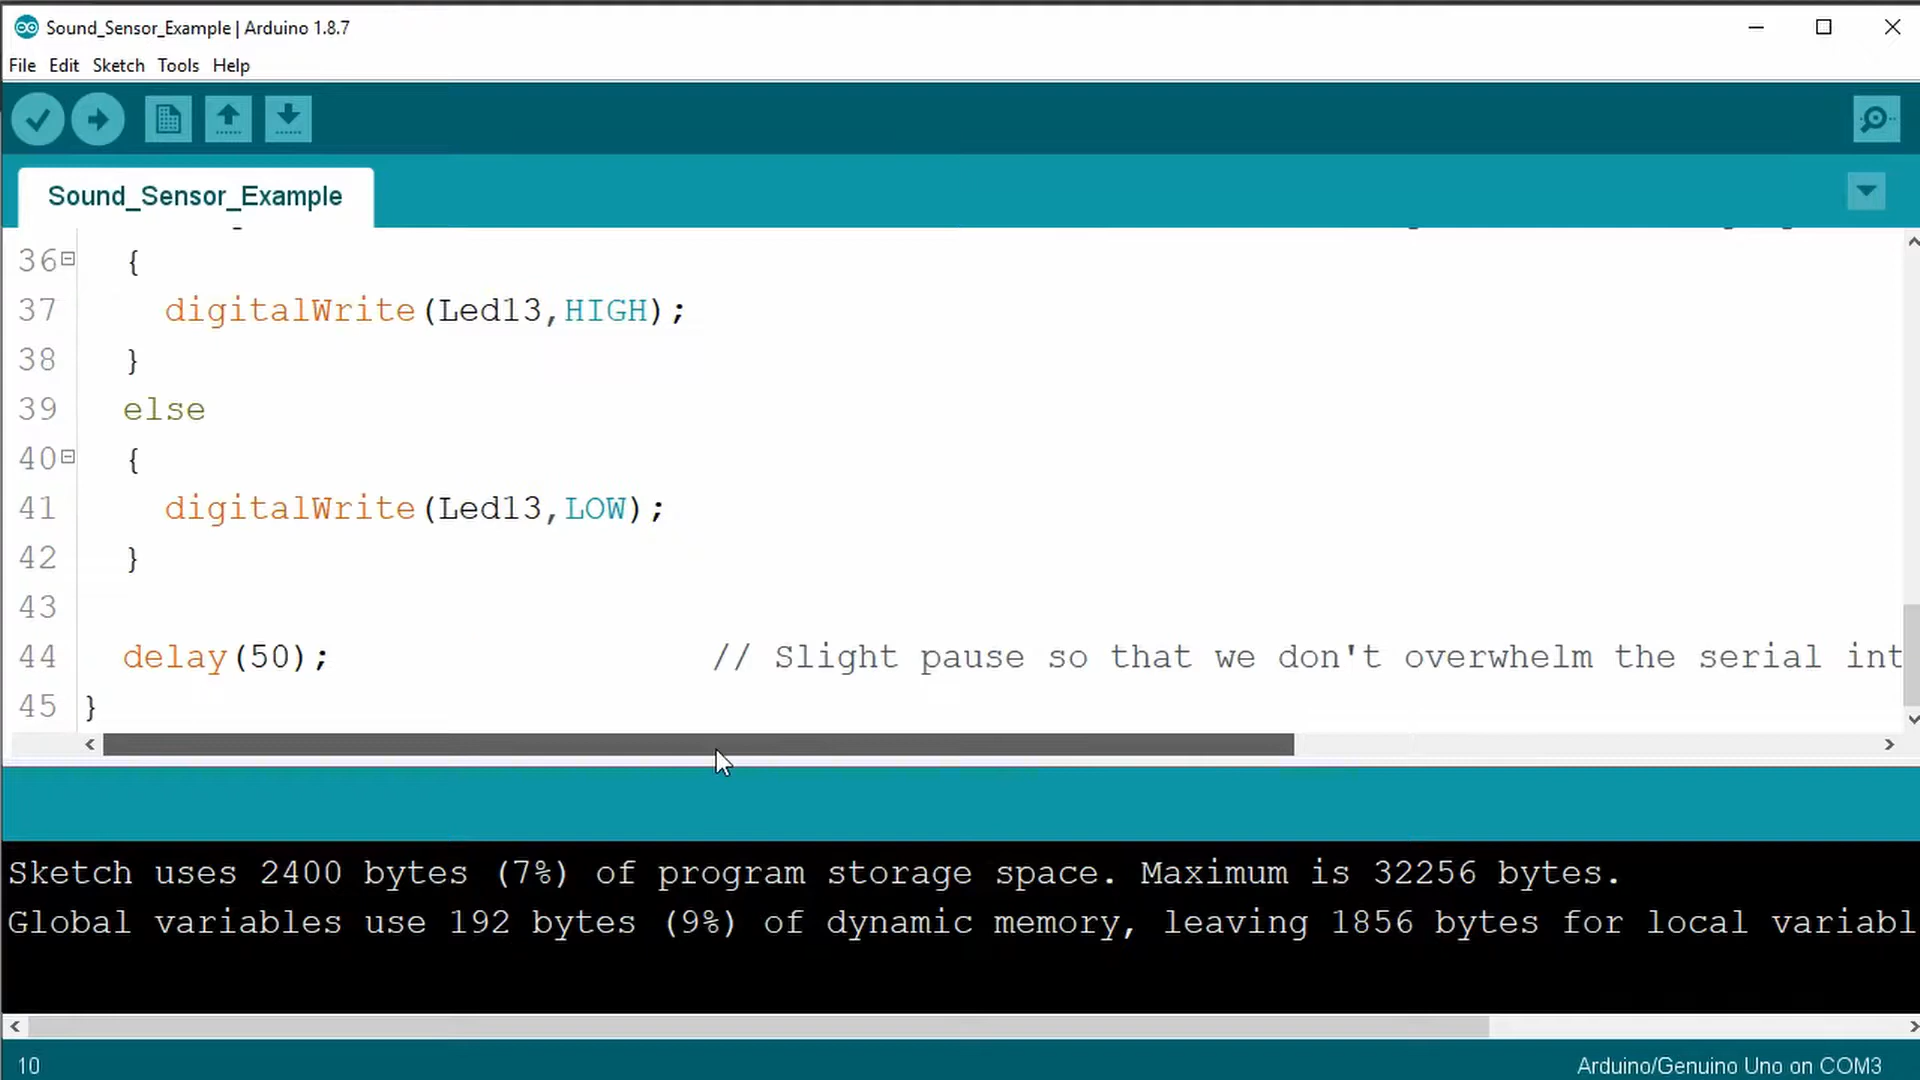 Sound_Sensor_Example | Arduino 1.8.7
File Edit Sketch Tools Help
Sound_Sensor_Example
36 {
37 digitalWrite(Led13,HIGH);
38 }
39 else
40 {
41 digitalWrite(Led13,LOW);
42 }
43
44 delay(50); // Slight pause so that we don't overwhelm the serial int
45 }
Sketch uses 2400 bytes (7%) of program storage space. Maximum is 32256 bytes.
Global variables use 192 bytes (9%) of dynamic memory, leaving 1856 bytes for local variabl
10 Arduino/Genuino Uno on COM3